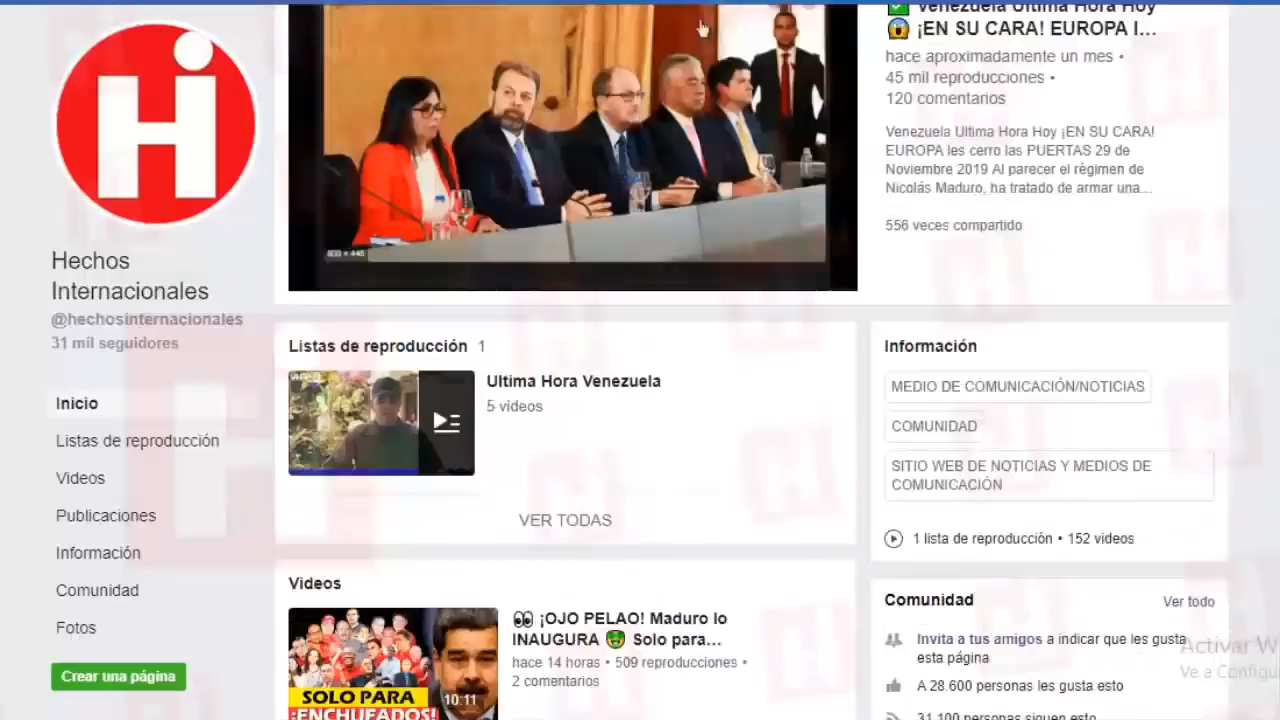 Venezuela Ultima Hora Hoy
¡EN SU CARA! EUROPA I...
hace aproximadamente un mes •
45 mil reproducciones •
120 comentarios
Venezuela Ultima Hora Hoy ¡EN SU CARA!
EUROPA les cerro las PUERTAS 29 de
Noviembre 2019 Al parecer el régimen de
Nicolás Maduro, ha tratado de armar una...
556 veces compartido
Hi
Hechos
Internacionales
@hechosinternacionales
31 mil seguidores
Inicio
Listas de reproducción
Videos
Publicaciones
Información
Comunidad
Fotos
Crear una página
Listas de reproducción 1
Ultima Hora Venezuela
5 videos
VER TODAS
Videos
¡OJO PELAO! Maduro lo
INAUGURA Solo para...
hace 14 horas • 509 reproducciones •
2 comentarios
SOLO PARA
¡ENCHUFADOS!
10:11
Información
MEDIO DE COMUNICACIÓN/NOTICIAS
COMUNIDAD
SITIO WEB DE NOTICIAS Y MEDIOS DE
COMUNICACIÓN
1 lista de reproducción • 152 videos
Comunidad
Ver todo
Invita a tus amigos a indicar que les gusta
esta página
A 28.600 personas les gusta esto
31.100 personas siguen esto
Activar W
Ve a Configu